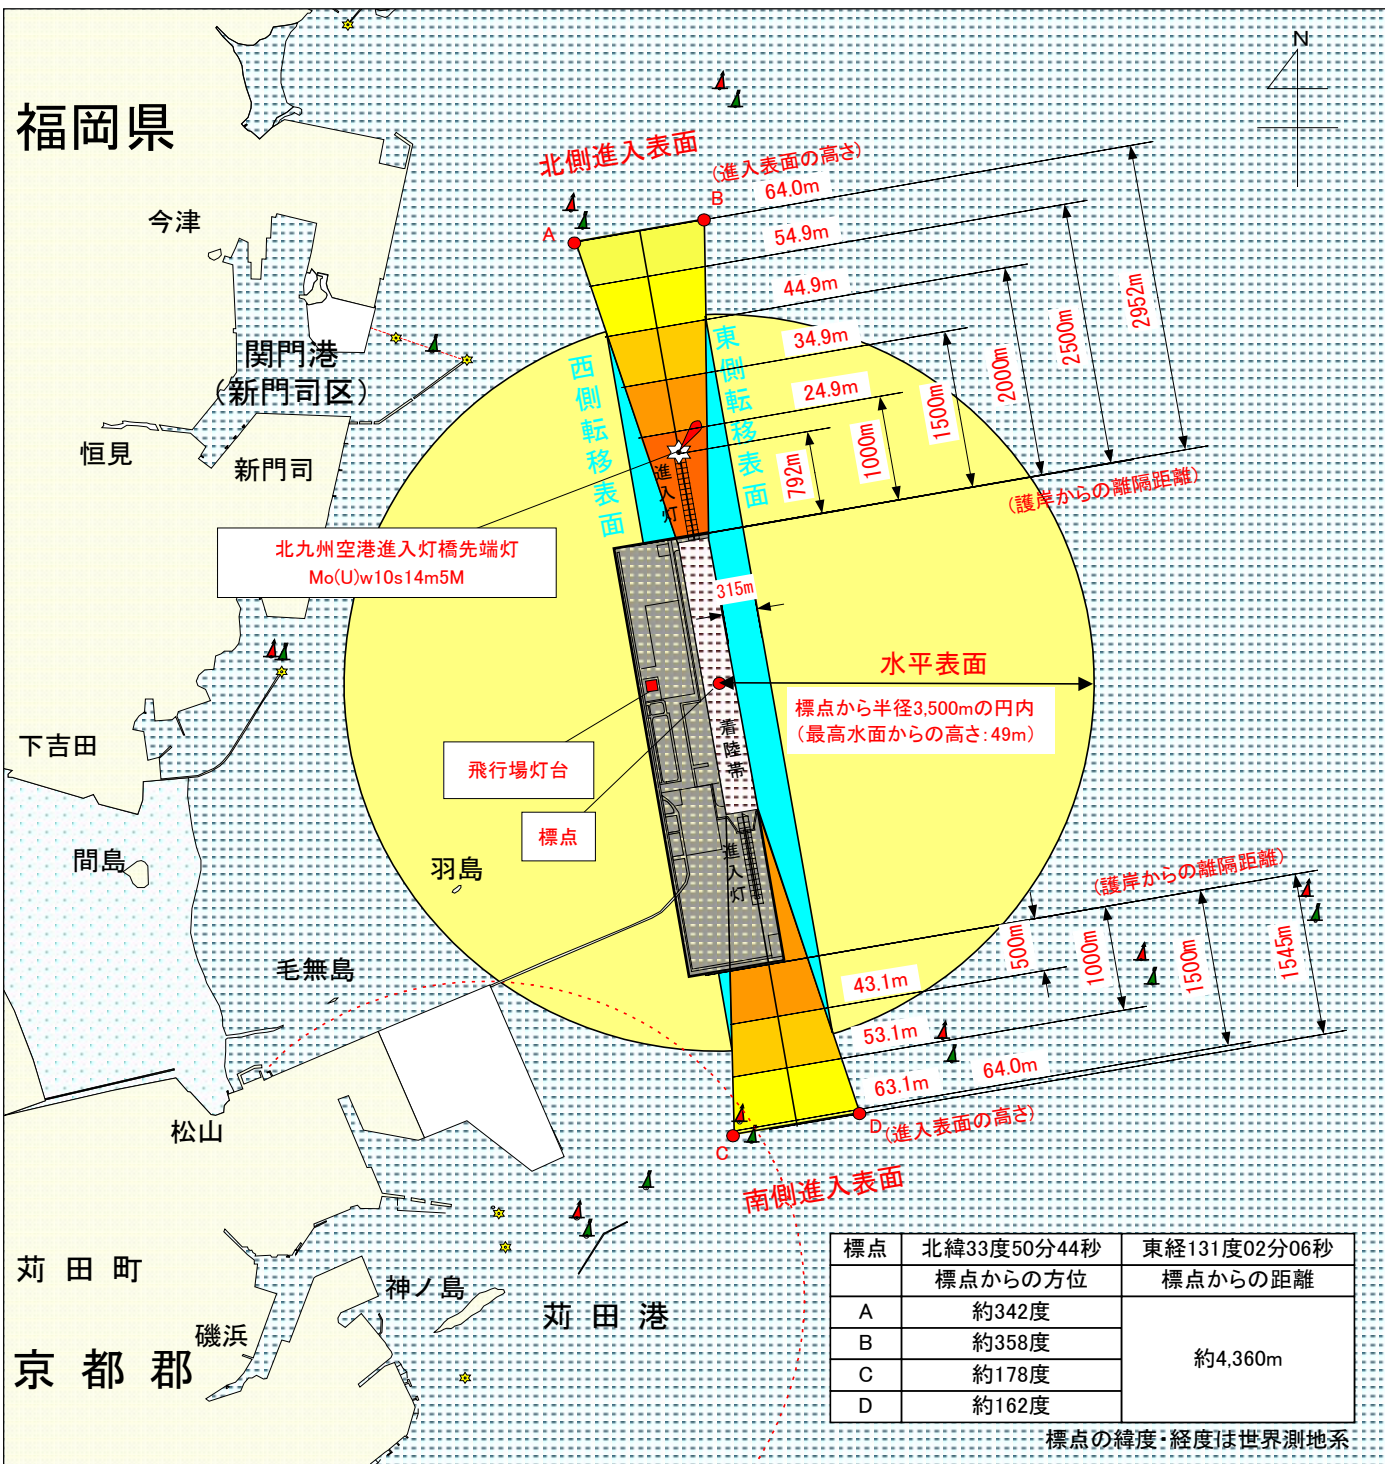 N
福岡県
北側進入表面
(進入表面の高さ)
今津
A
B
64.0m
54.9m
44.9m
34.9m
24.9m
2952m
2500m
2000m
1500m
1000m
792m
(護岸からの離隔距離)
関門港
(新門司区)
恒見
新門司
西側転移表面
東側転移表面
進入灯
北九州空港進入灯橋先端灯
Mo(U)w10s14m5M
315m
水平表面
標点から半径3,500mの円内
(最高水面からの高さ:49m)
着陸帯
下吉田
飛行場灯台
標点
間島
羽島
進入灯
毛無島
(護岸からの離隔距離)
500m
1000m
1500m
1545m
43.1m
53.1m
63.1m
64.0m
松山
C
D
(進入表面の高さ)
南側進入表面
苅田町
神ノ島
苅田港
磯浜
京都郡
標点 北緯33度50分44秒 東経131度02分06秒
標点からの方位 標点からの距離
A 約342度
B 約358度
C 約178度
D 約162度
約4,360m
標点の緯度・経度は世界測地系